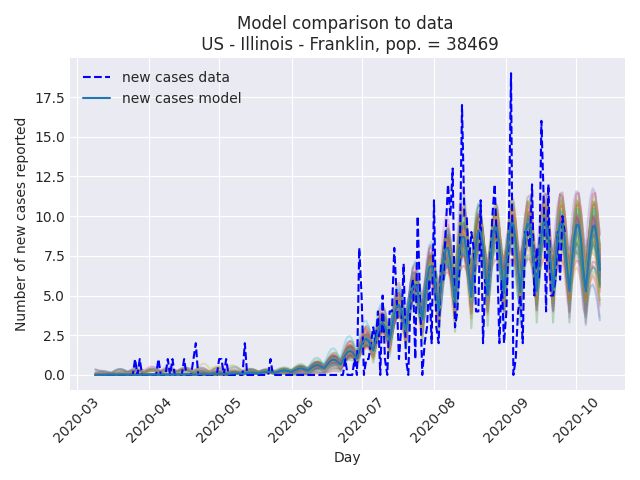 Model comparison to data
US - Illinois - Franklin, pop. = 38469
new cases data
new cases model
Number of new cases reported
17.5
15.0
12.5
10.0
7.5
5.0
2.5
0.0
2020-03
2020-04
2020-05
2020-06
2020-07
2020-08
2020-09
2020-10
Day